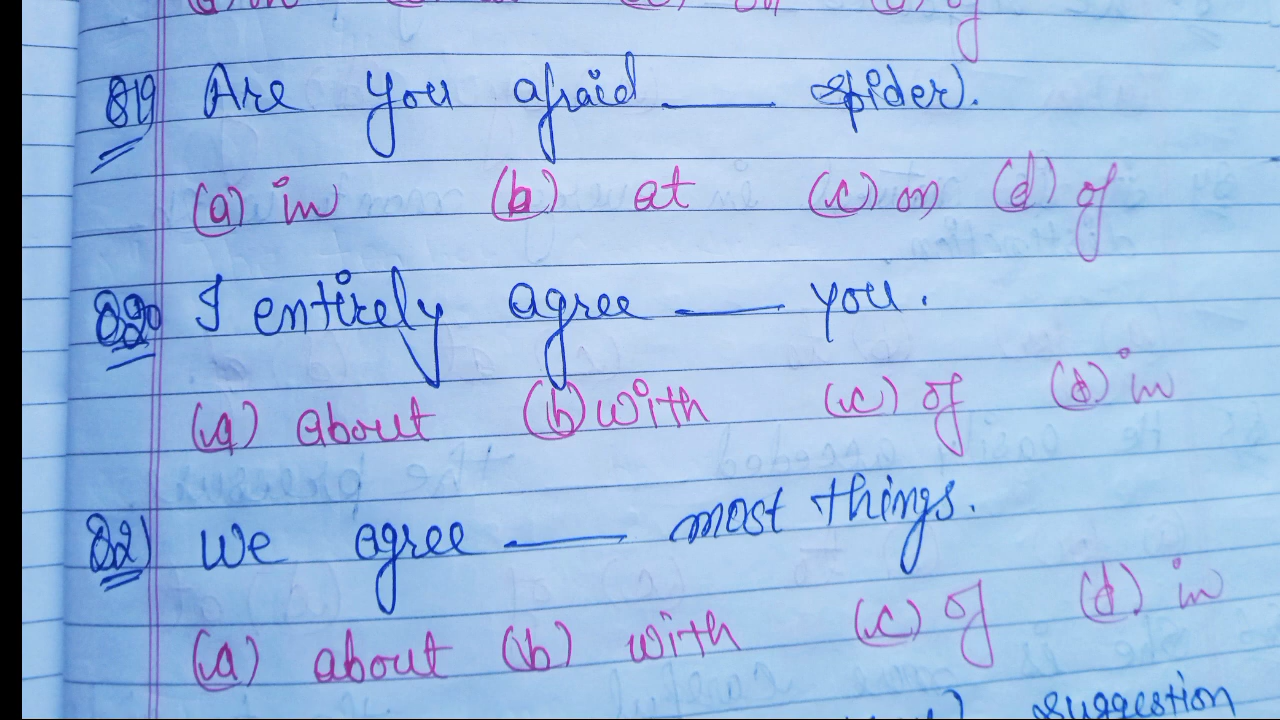 Q19 Are you afraid ___ spider).
(a) in (b) at (c) on (d) of
Q20 I entirely agree ___ you.
(a) about (b) with (c) of (d) in
Q21 We agree ___ most things.
(a) about (b) with (c) of (d) in
suggestion